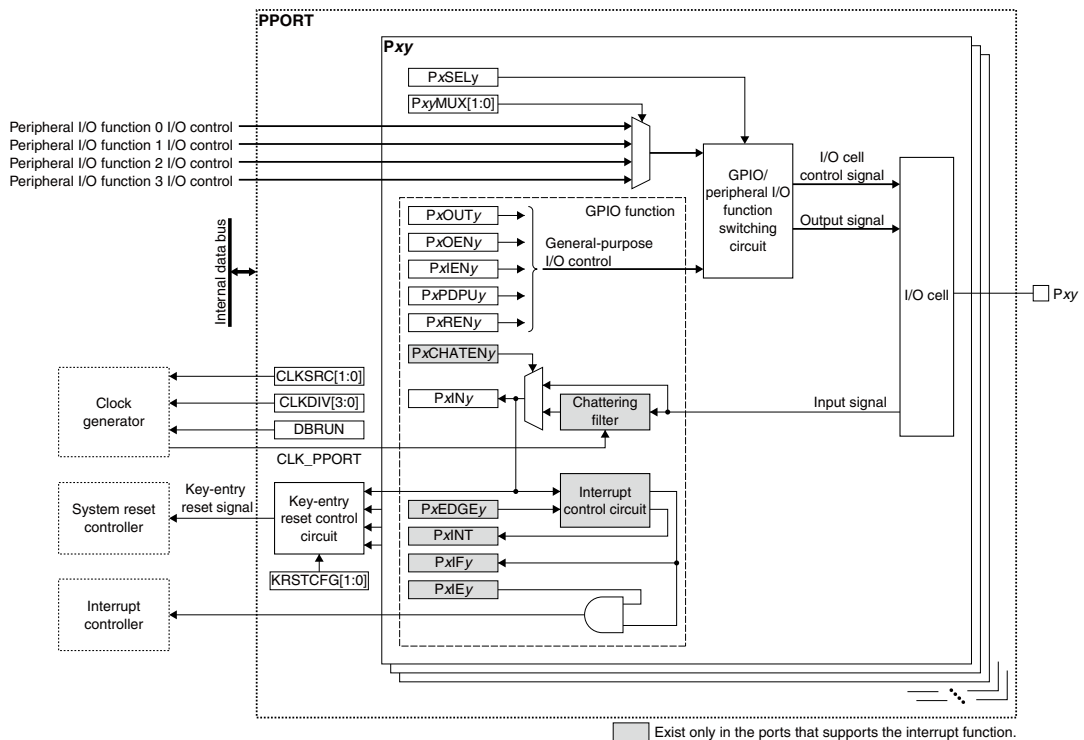 PPORT
Pxy
PxSELy
PxyMUX[1:0]
Peripheral I/O function 0 I/O control
Peripheral I/O function 1 I/O control
Peripheral I/O function 2 I/O control
Peripheral I/O function 3 I/O control
GPIO/
peripheral I/O
function
switching
circuit
I/O cell
control signal
Output signal
I/O cell
Pxy
Internal data bus
GPIO function
PxOUTy
PxOENy
PxIENy
PxPDPUy
PxRENy
General-purpose
I/O control
PxCHATENy
PxINy
Chattering
filter
Input signal
Clock
generator
CLKSRC[1:0]
CLKDIV[3:0]
DBRUN
CLK_PPORT
System reset
controller
Key-entry
reset signal
Key-entry
reset control
circuit
KRSTCFG[1:0]
Interrupt
control circuit
PxEDGEy
PxINT
PxIFy
PxIEy
Interrupt
controller
Exist only in the ports that supports the interrupt function.